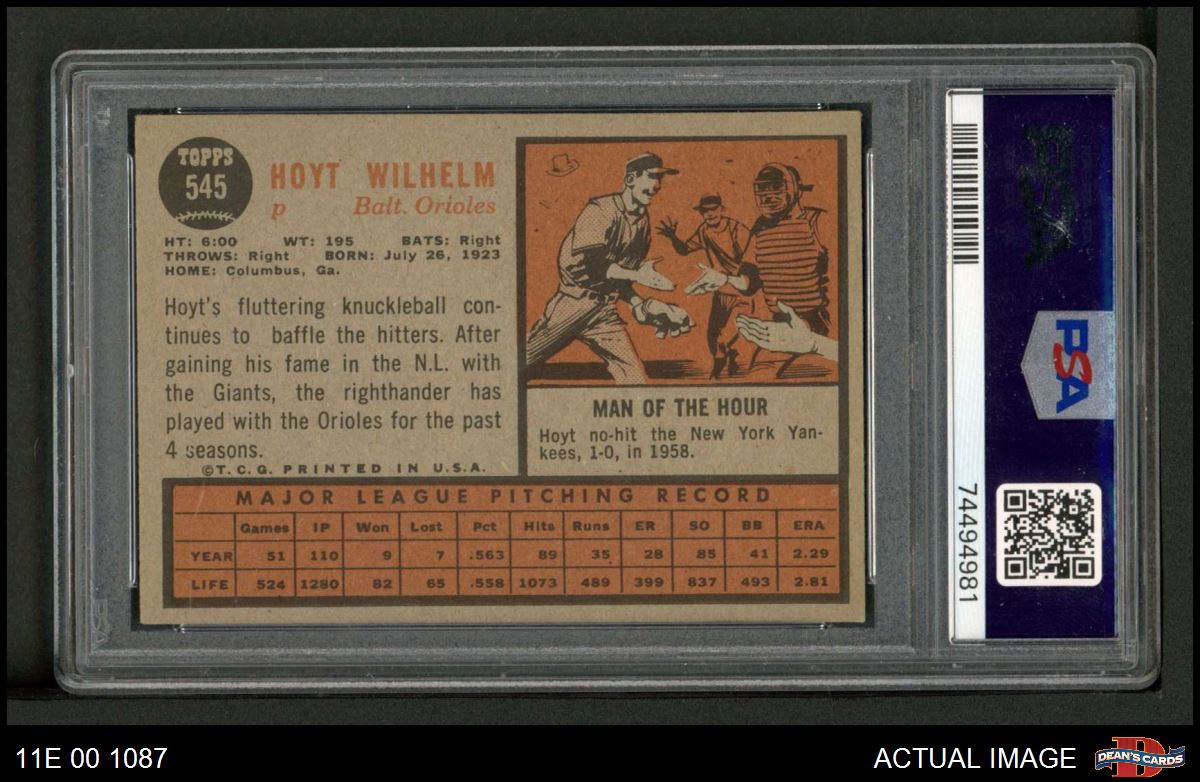 TOPPS
545
HOYT WILHELM
p Balt. Orioles
HT: 6:00 WT: 195 BATS: Right
THROWS: Right BORN: July 26, 1923
HOME: Columbus, Ga.
Hoyt's fluttering knuckleball con-
tinues to baffle the hitters. After
gaining his fame in the N.L. with
the Giants, the righthander has
played with the Orioles for the past
4 seasons.
©T.C.G. PRINTED IN U.S.A.
MAN OF THE HOUR
Hoyt no-hit the New York Yan-
kees, 1-0, in 1958.
MAJOR LEAGUE PITCHING RECORD
Games IP Won Lost Pct Hits Runs ER SO BB ERA
YEAR 51 110 9 7 .563 89 35 28 85 41 2.29
LIFE 524 1280 82 65 .558 1073 489 399 837 493 2.81
PSA
PSA
74494981
PSA
11E 00 1087
ACTUAL IMAGE
DEAN'S CARDS